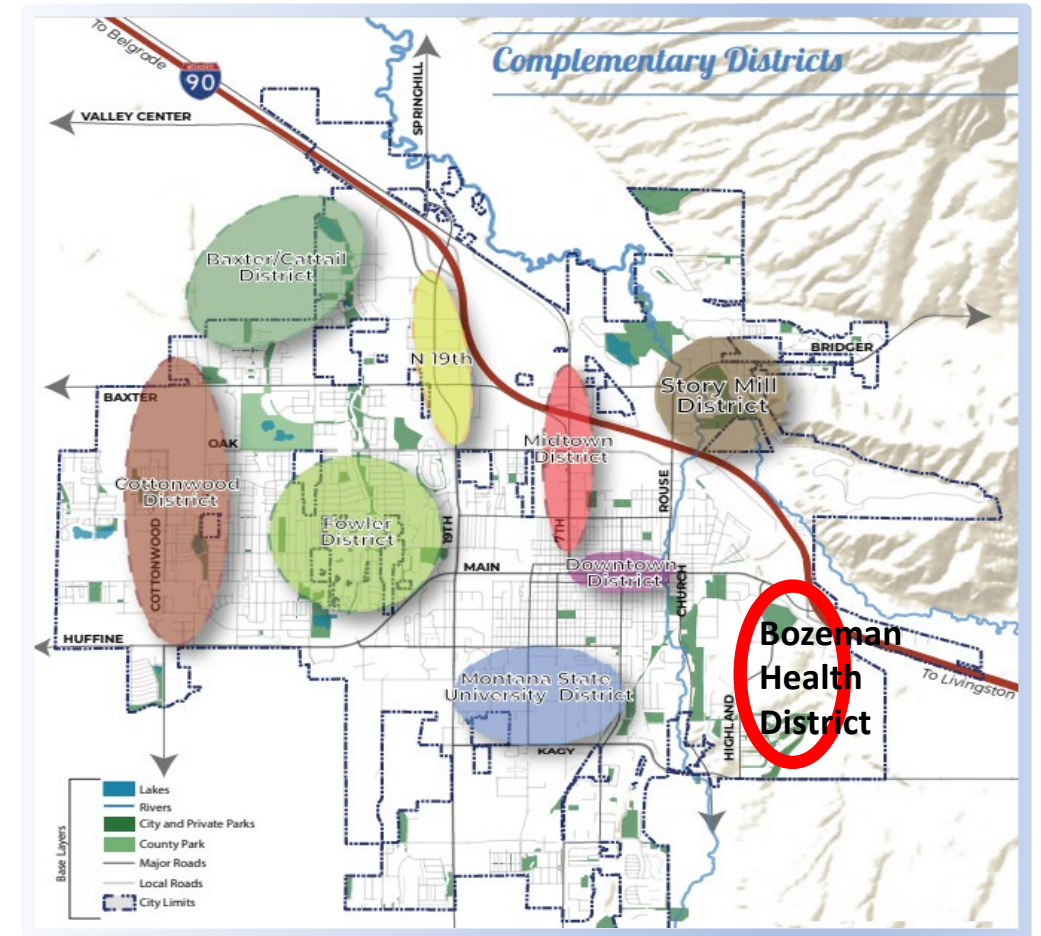 Complementary Districts
To Belgrade
INTERSTATE
90
VALLEY CENTER
SPRINGHILL
Baxter/Cattail
District
N 19th
BRIDGER
BAXTER
Story Mill
District
OAK
Midtown
District
Cottonwood
District
COTTONWOOD
Fowler
District
19TH
7TH
ROUSE
MAIN
Downtown
District
CHURCH
HUFFINE
Bozeman
Health
District
To Livingston
Montana State
University District
HIGHLAND
KAGY
Base Layers
Lakes
Rivers
City and Private Parks
County Park
Major Roads
Local Roads
City Limits